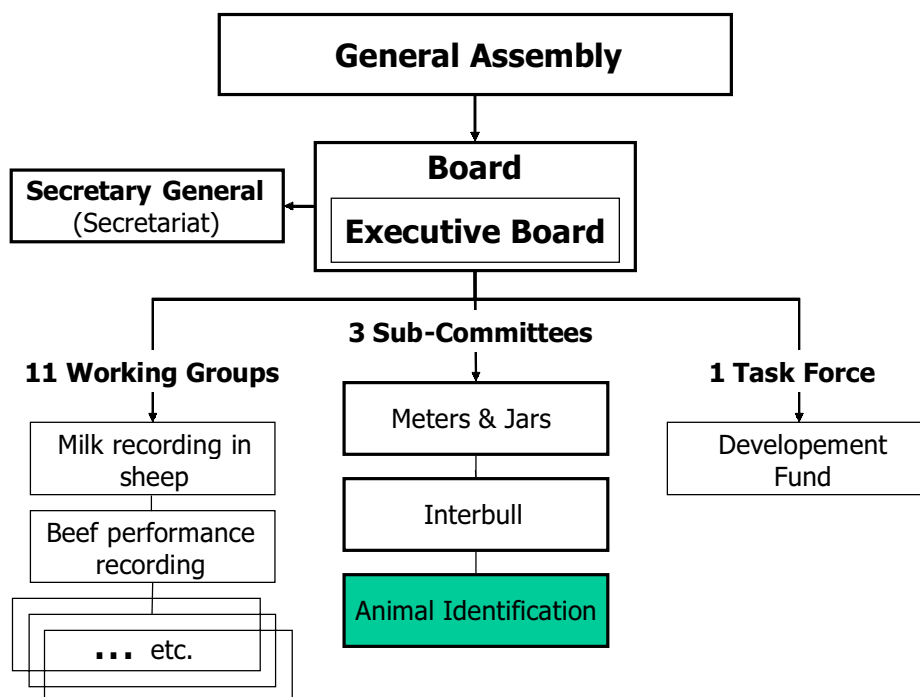 General Assembly
Board
Secretary General
(Secretariat)
Executive Board
3 Sub-Committees
11 Working Groups
1 Task Force
Meters & Jars
Milk recording in
sheep
Developement
Fund
Interbull
Beef performance
recording
Animal Identification
... etc.